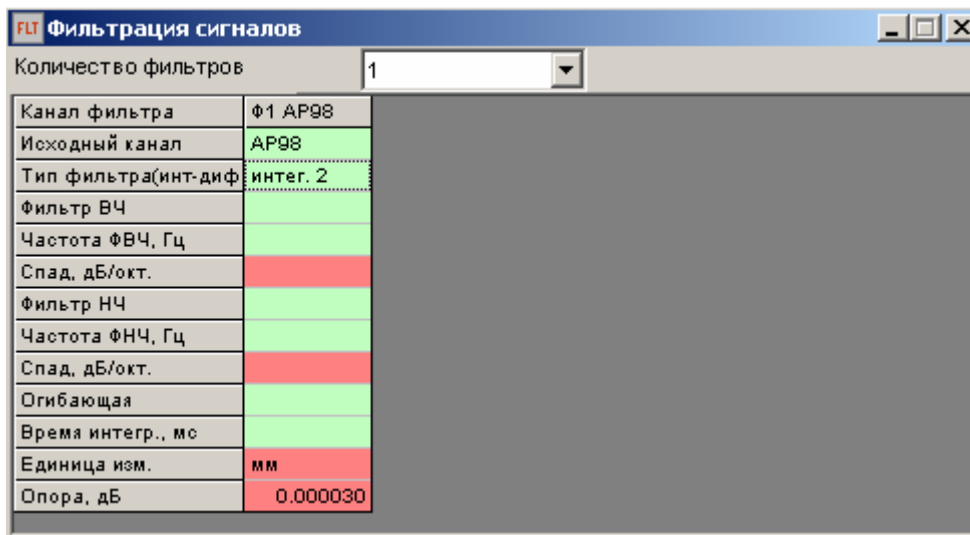 FLT Фильтрация сигналов
Количество фильтров 1
Канал фильтра Ф1 AP98
Исходный канал AP98
Тип фильтра(инт-диф интег. 2
Фильтр ВЧ
Частота ФВЧ, Гц
Спад, дБ/окт.
Фильтр НЧ
Частота ФНЧ, Гц
Спад, дБ/окт.
Огибающая
Время интегр., мс
Единица изм. мм
Опора, дБ 0.000030